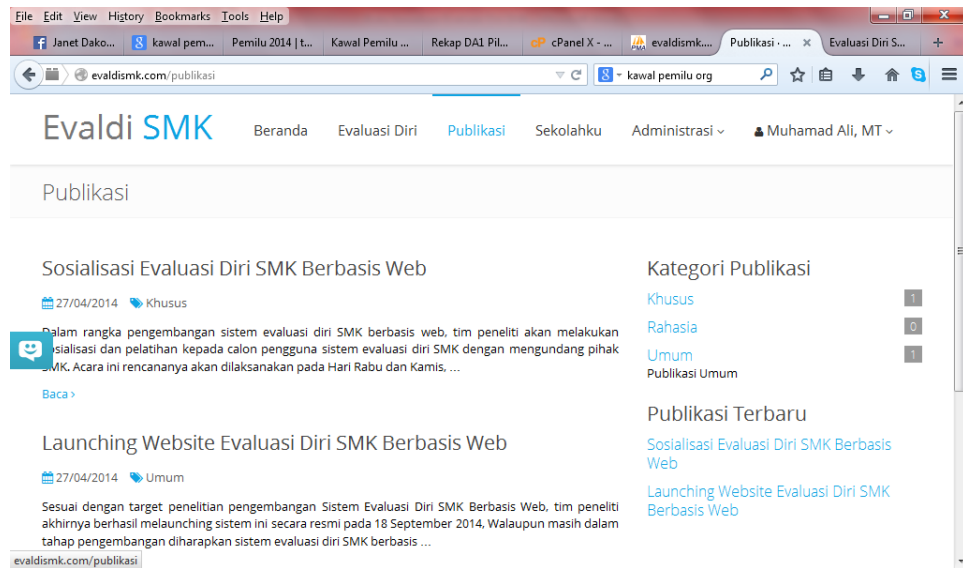 File Edit View History Bookmarks Tools Help
Janet Dako... kawal pem... Pemilu 2014 | t... Kawal Pemilu ... Rekap DA1 Pil... cPanel X - ... evaldismk.... Publikasi · ... Evaluasi Diri S...
evaldismk.com/publikasi kawal pemilu org
Evaldi SMK Beranda Evaluasi Diri Publikasi Sekolahku Administrasi Muhamad Ali, MT
Publikasi
Sosialisasi Evaluasi Diri SMK Berbasis Web
27/04/2014 Khusus
Dalam rangka pengembangan sistem evaluasi diri SMK berbasis web, tim peneliti akan melakukan
sosialisasi dan pelatihan kepada calon pengguna sistem evaluasi diri SMK dengan mengundang pihak
SMK. Acara ini rencananya akan dilaksanakan pada Hari Rabu dan Kamis, ...
Baca >
Launching Website Evaluasi Diri SMK Berbasis Web
27/04/2014 Umum
Sesuai dengan target penelitian pengembangan Sistem Evaluasi Diri SMK Berbasis Web, tim peneliti
akhirnya berhasil melaunching sistem ini secara resmi pada 18 September 2014, Walaupun masih dalam
tahap pengembangan diharapkan sistem evaluasi diri SMK berbasis ...
Kategori Publikasi
Khusus 1
Rahasia 0
Umum 1
Publikasi Umum
Publikasi Terbaru
Sosialisasi Evaluasi Diri SMK Berbasis
Web
Launching Website Evaluasi Diri SMK
Berbasis Web
evaldismk.com/publikasi